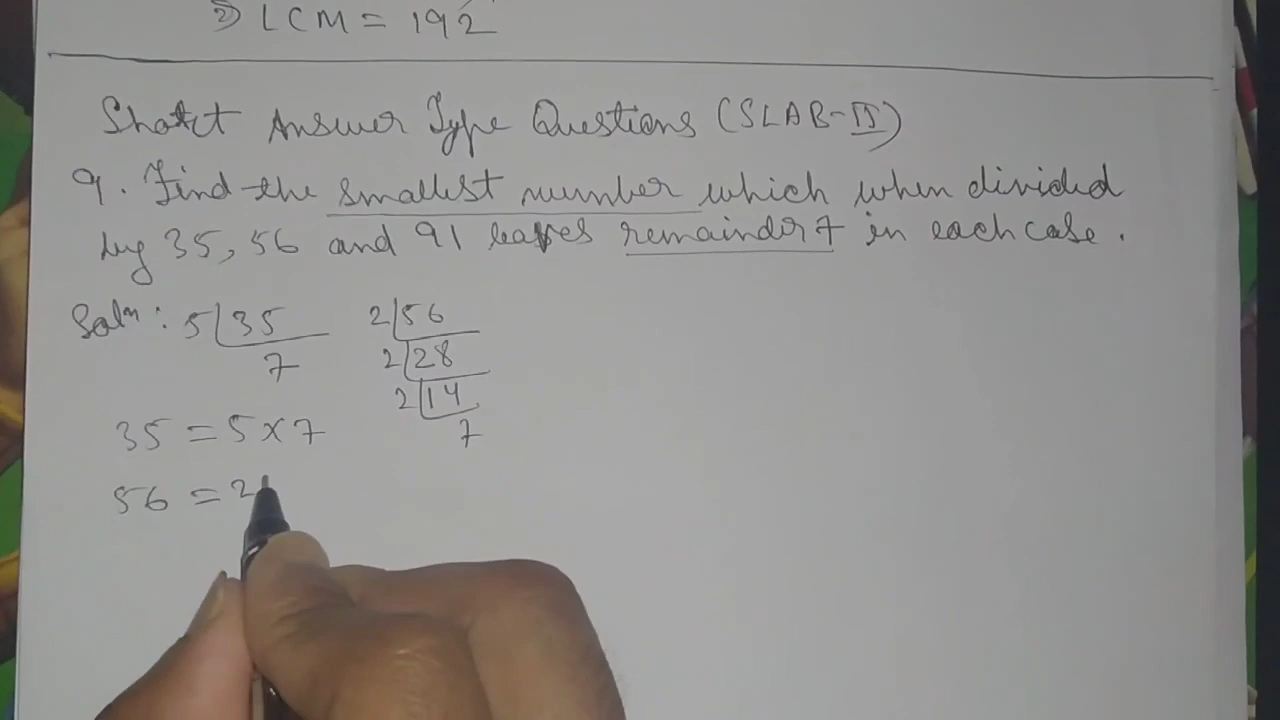 2) LCM = 192
Short Answer Type Questions (SLAB-II)
9. Find the smallest number which when divided
by 35, 56 and 91 leaves remainder 7 in each case.
Soln: 5 35 2 56
7 2 28
2 14
35 = 5 × 7 7
56 = 2